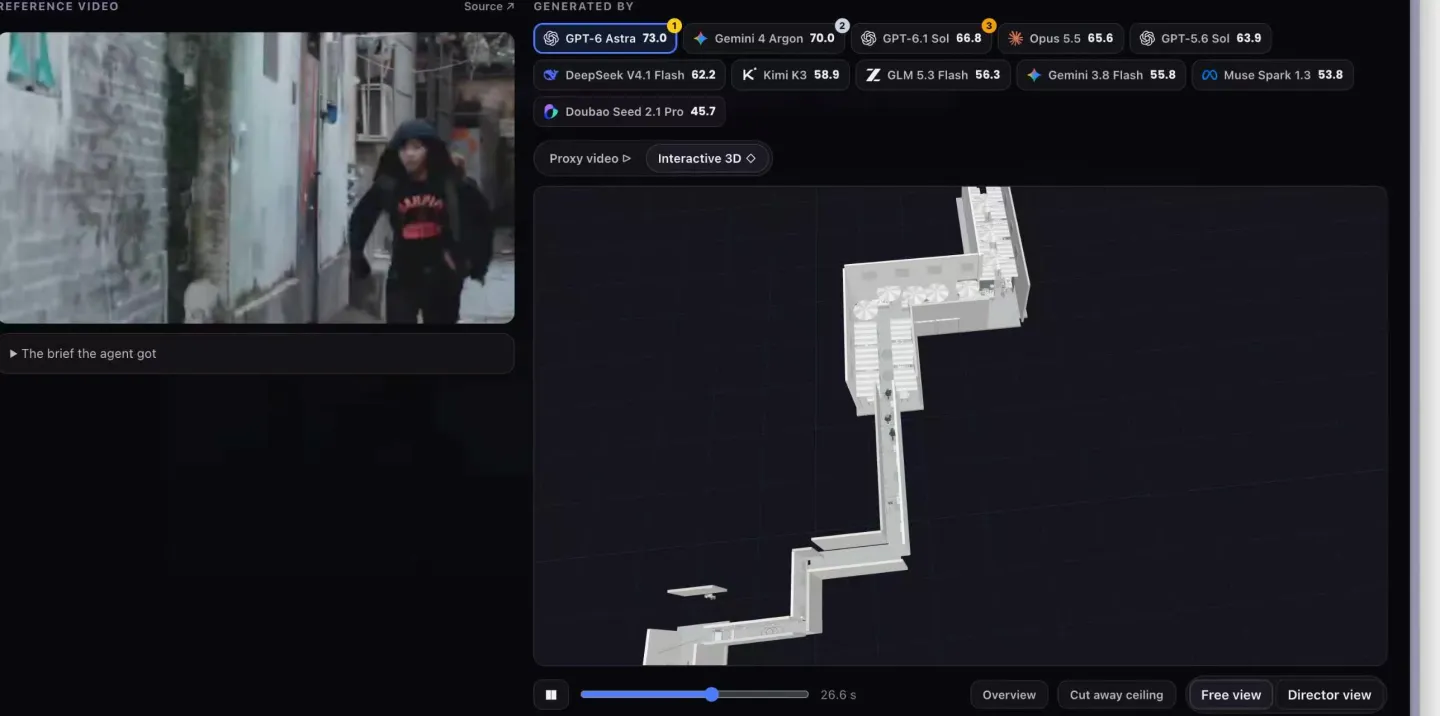 REFERENCE VIDEO
Source ↗
GENERATED BY
GPT-6 Astra 73.0 1
Gemini 4 Argon 70.0 2
GPT-6.1 Sol 66.8 3
Opus 5.5 65.6
GPT-5.6 Sol 63.9
DeepSeek V4.1 Flash 62.2
Kimi K3 58.9
GLM 5.3 Flash 56.3
Gemini 3.8 Flash 55.8
Muse Spark 1.3 53.8
Doubao Seed 2.1 Pro 45.7
Proxy video ▷
Interactive 3D ◇
▶ The brief the agent got
26.6 s
Overview
Cut away ceiling
Free view
Director view